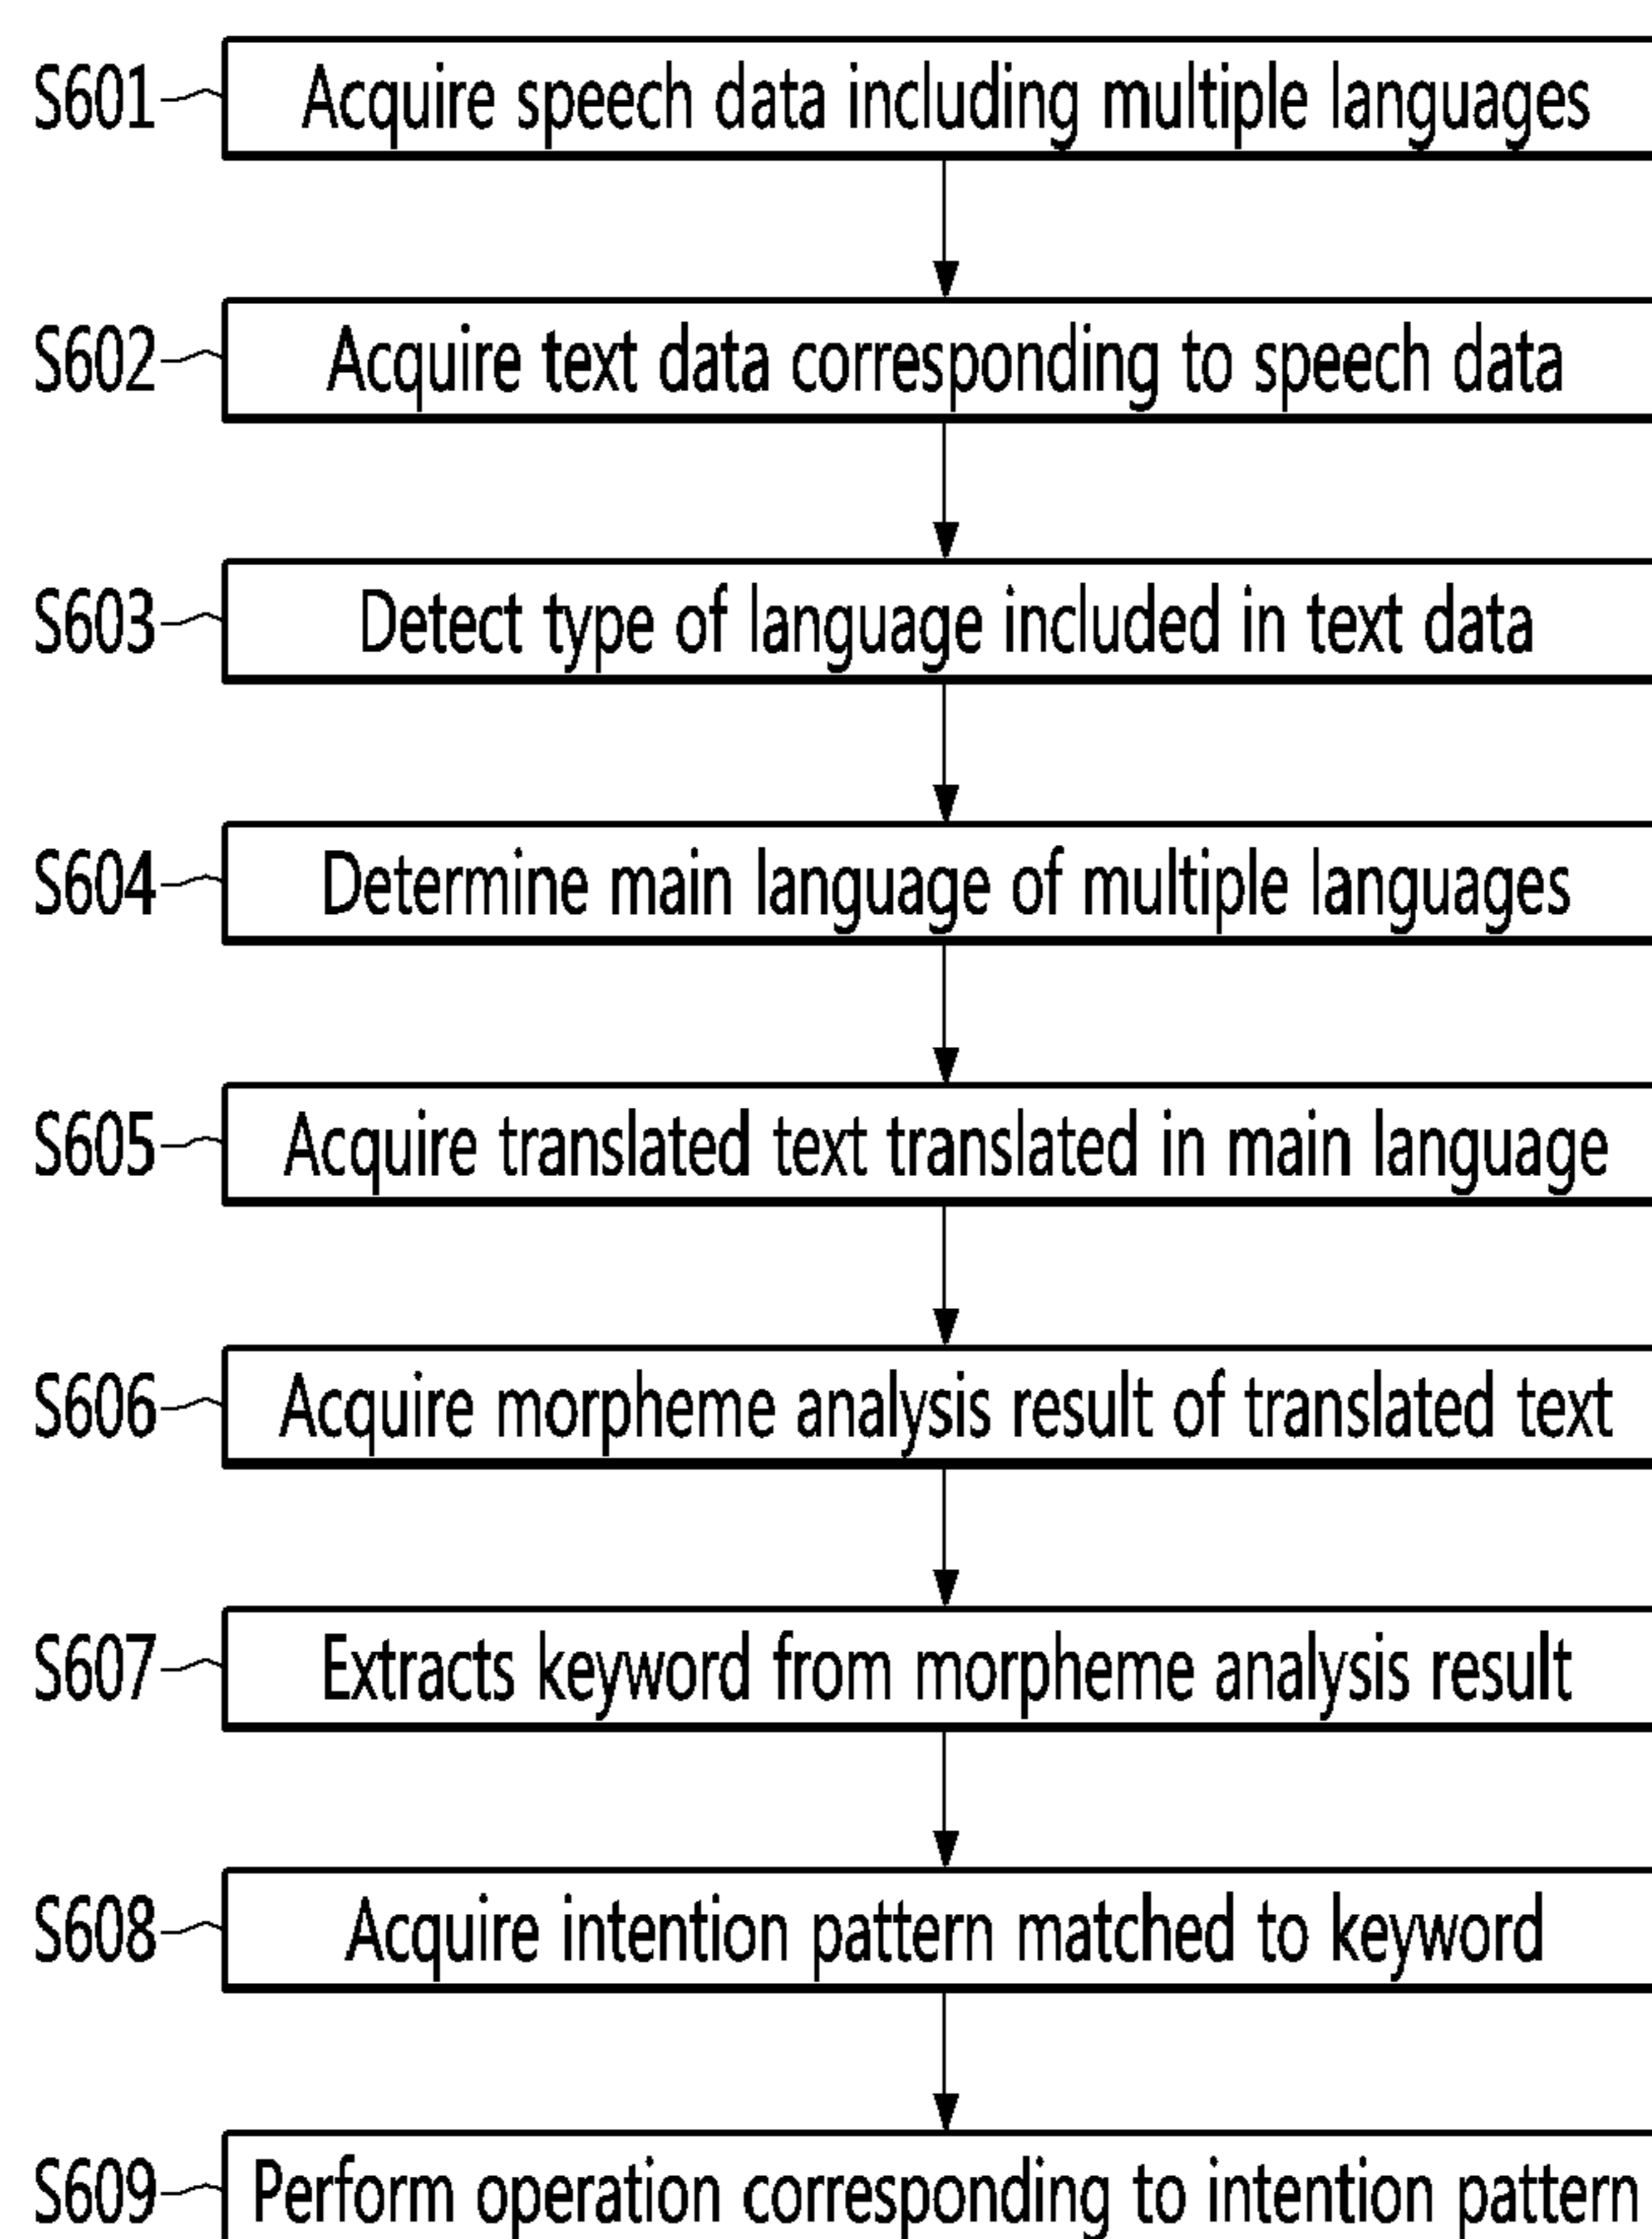 S601 Acquire speech data including multiple languages
S602 Acquire text data corresponding to speech data
S603 Detect type of language included in text data
S604 Determine main language of multiple languages
S605 Acquire translated text translated in main language
S606 Acquire morpheme analysis result of translated text
S607 Extracts keyword from morpheme analysis result
S608 Acquire intention pattern matched to keyword
S609 Perform operation corresponding to intention pattern